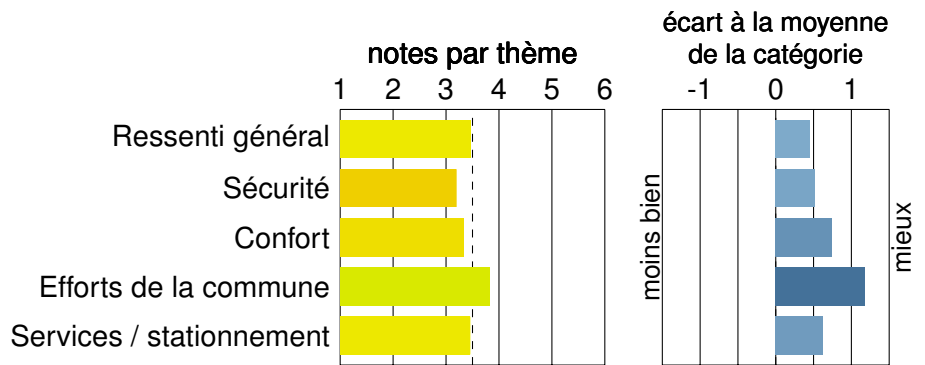 notes par thème
1 2 3 4 5 6
écart à la moyenne
de la catégorie
-1 0 1
Ressenti général
Sécurité
Confort
Efforts de la commune
Services / stationnement
moins bien
mieux